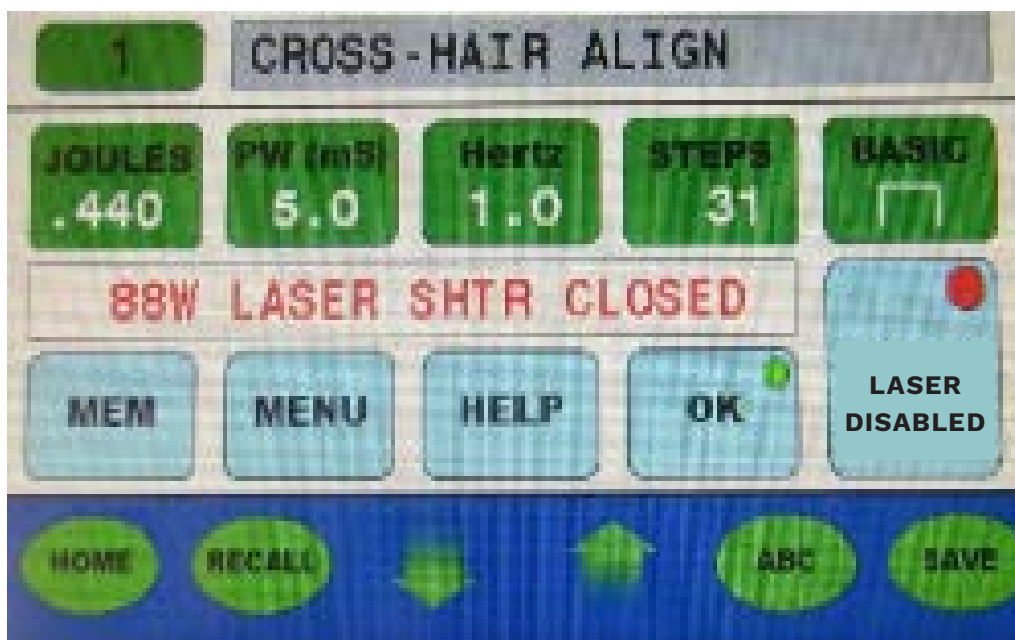 1 CROSS-HAIR ALIGN
JOULES PW (mS) Hertz STEPS BASIC
.440 5.0 1.0 31
88W LASER SHTR CLOSED
MEM MENU HELP OK LASER
DISABLED
HOME RECALL ABC SAVE